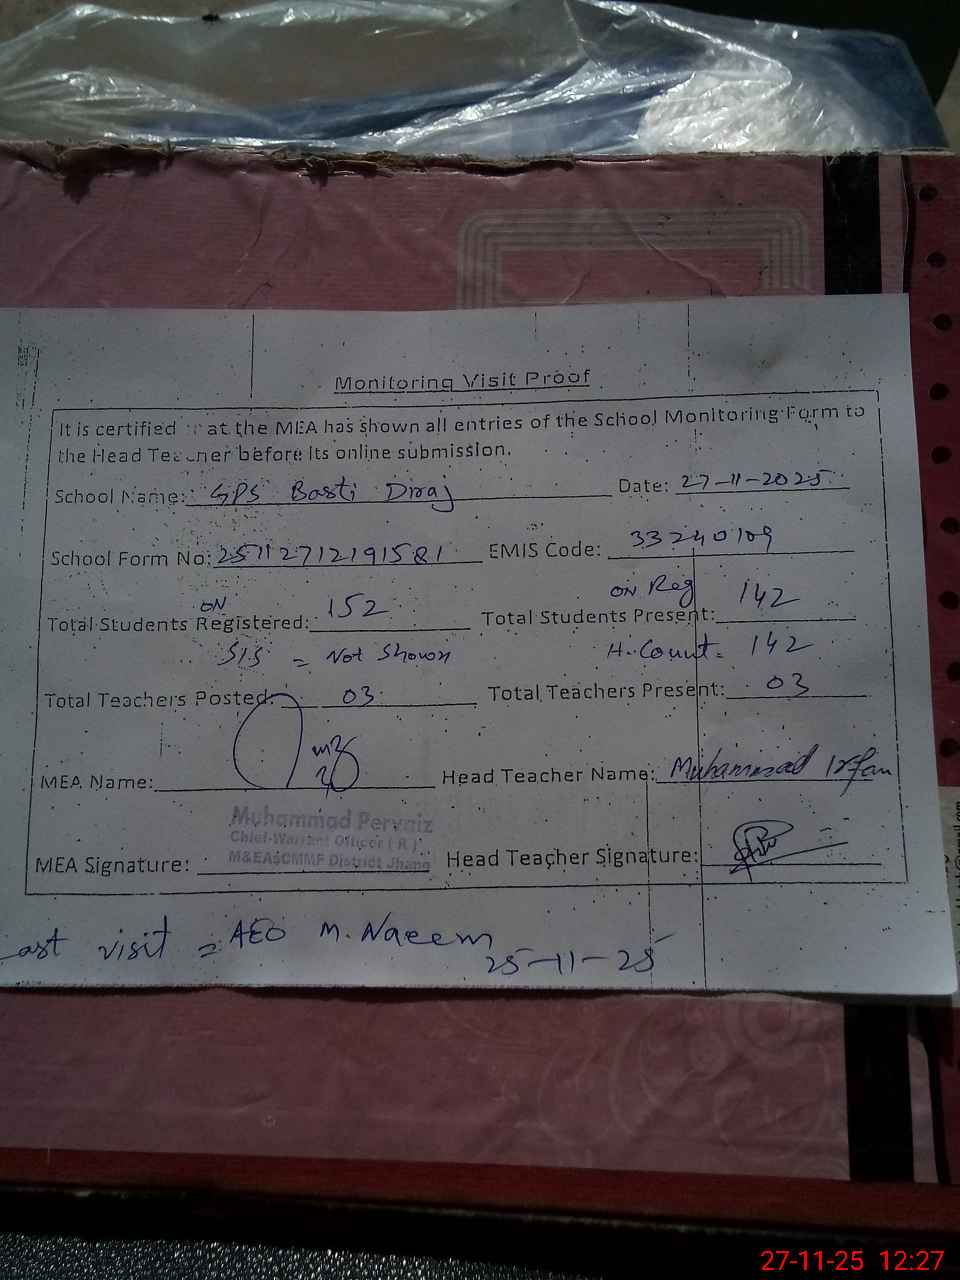 Monitoring Visit Proof
It is certified that the MEA has shown all entries of the School Monitoring Form to
the Head Teacher before its online submission.
School Name: GPS Basti Diraj Date: 27-11-2025
School Form No: 25112712191581 EMIS Code: 33240109
ON ON Reg
Total Students Registered: 152 Total Students Present: 142
SIS = Not Shown H.Count = 142
Total Teachers Posted: 03 Total Teachers Present: 03
MEA Name: Head Teacher Name: Muhammad Irfan
Muhammad Pervaiz
Chief Warrant Officer ( R )
M&EA$CMMF District Jhang
MEA Signature: Head Teacher Signature:
Last visit = AEO M. Naeem
25-11-25
27-11-25 12:27